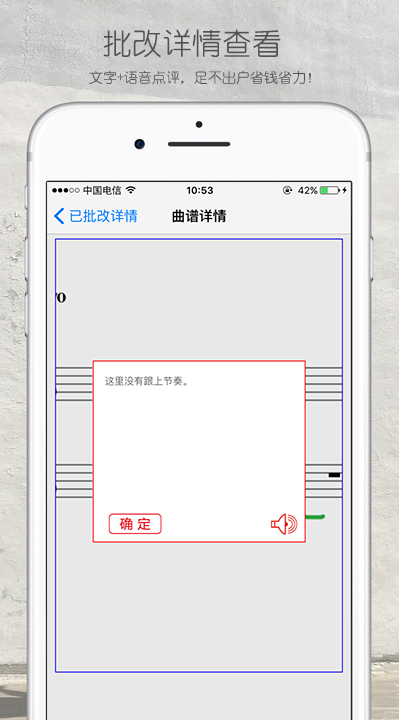 批改详情查看
文字+语音点评，足不出户省钱省力！
中国电信 10:53 42%
已批改详情 曲谱详情
这里没有跟上节奏。
确 定